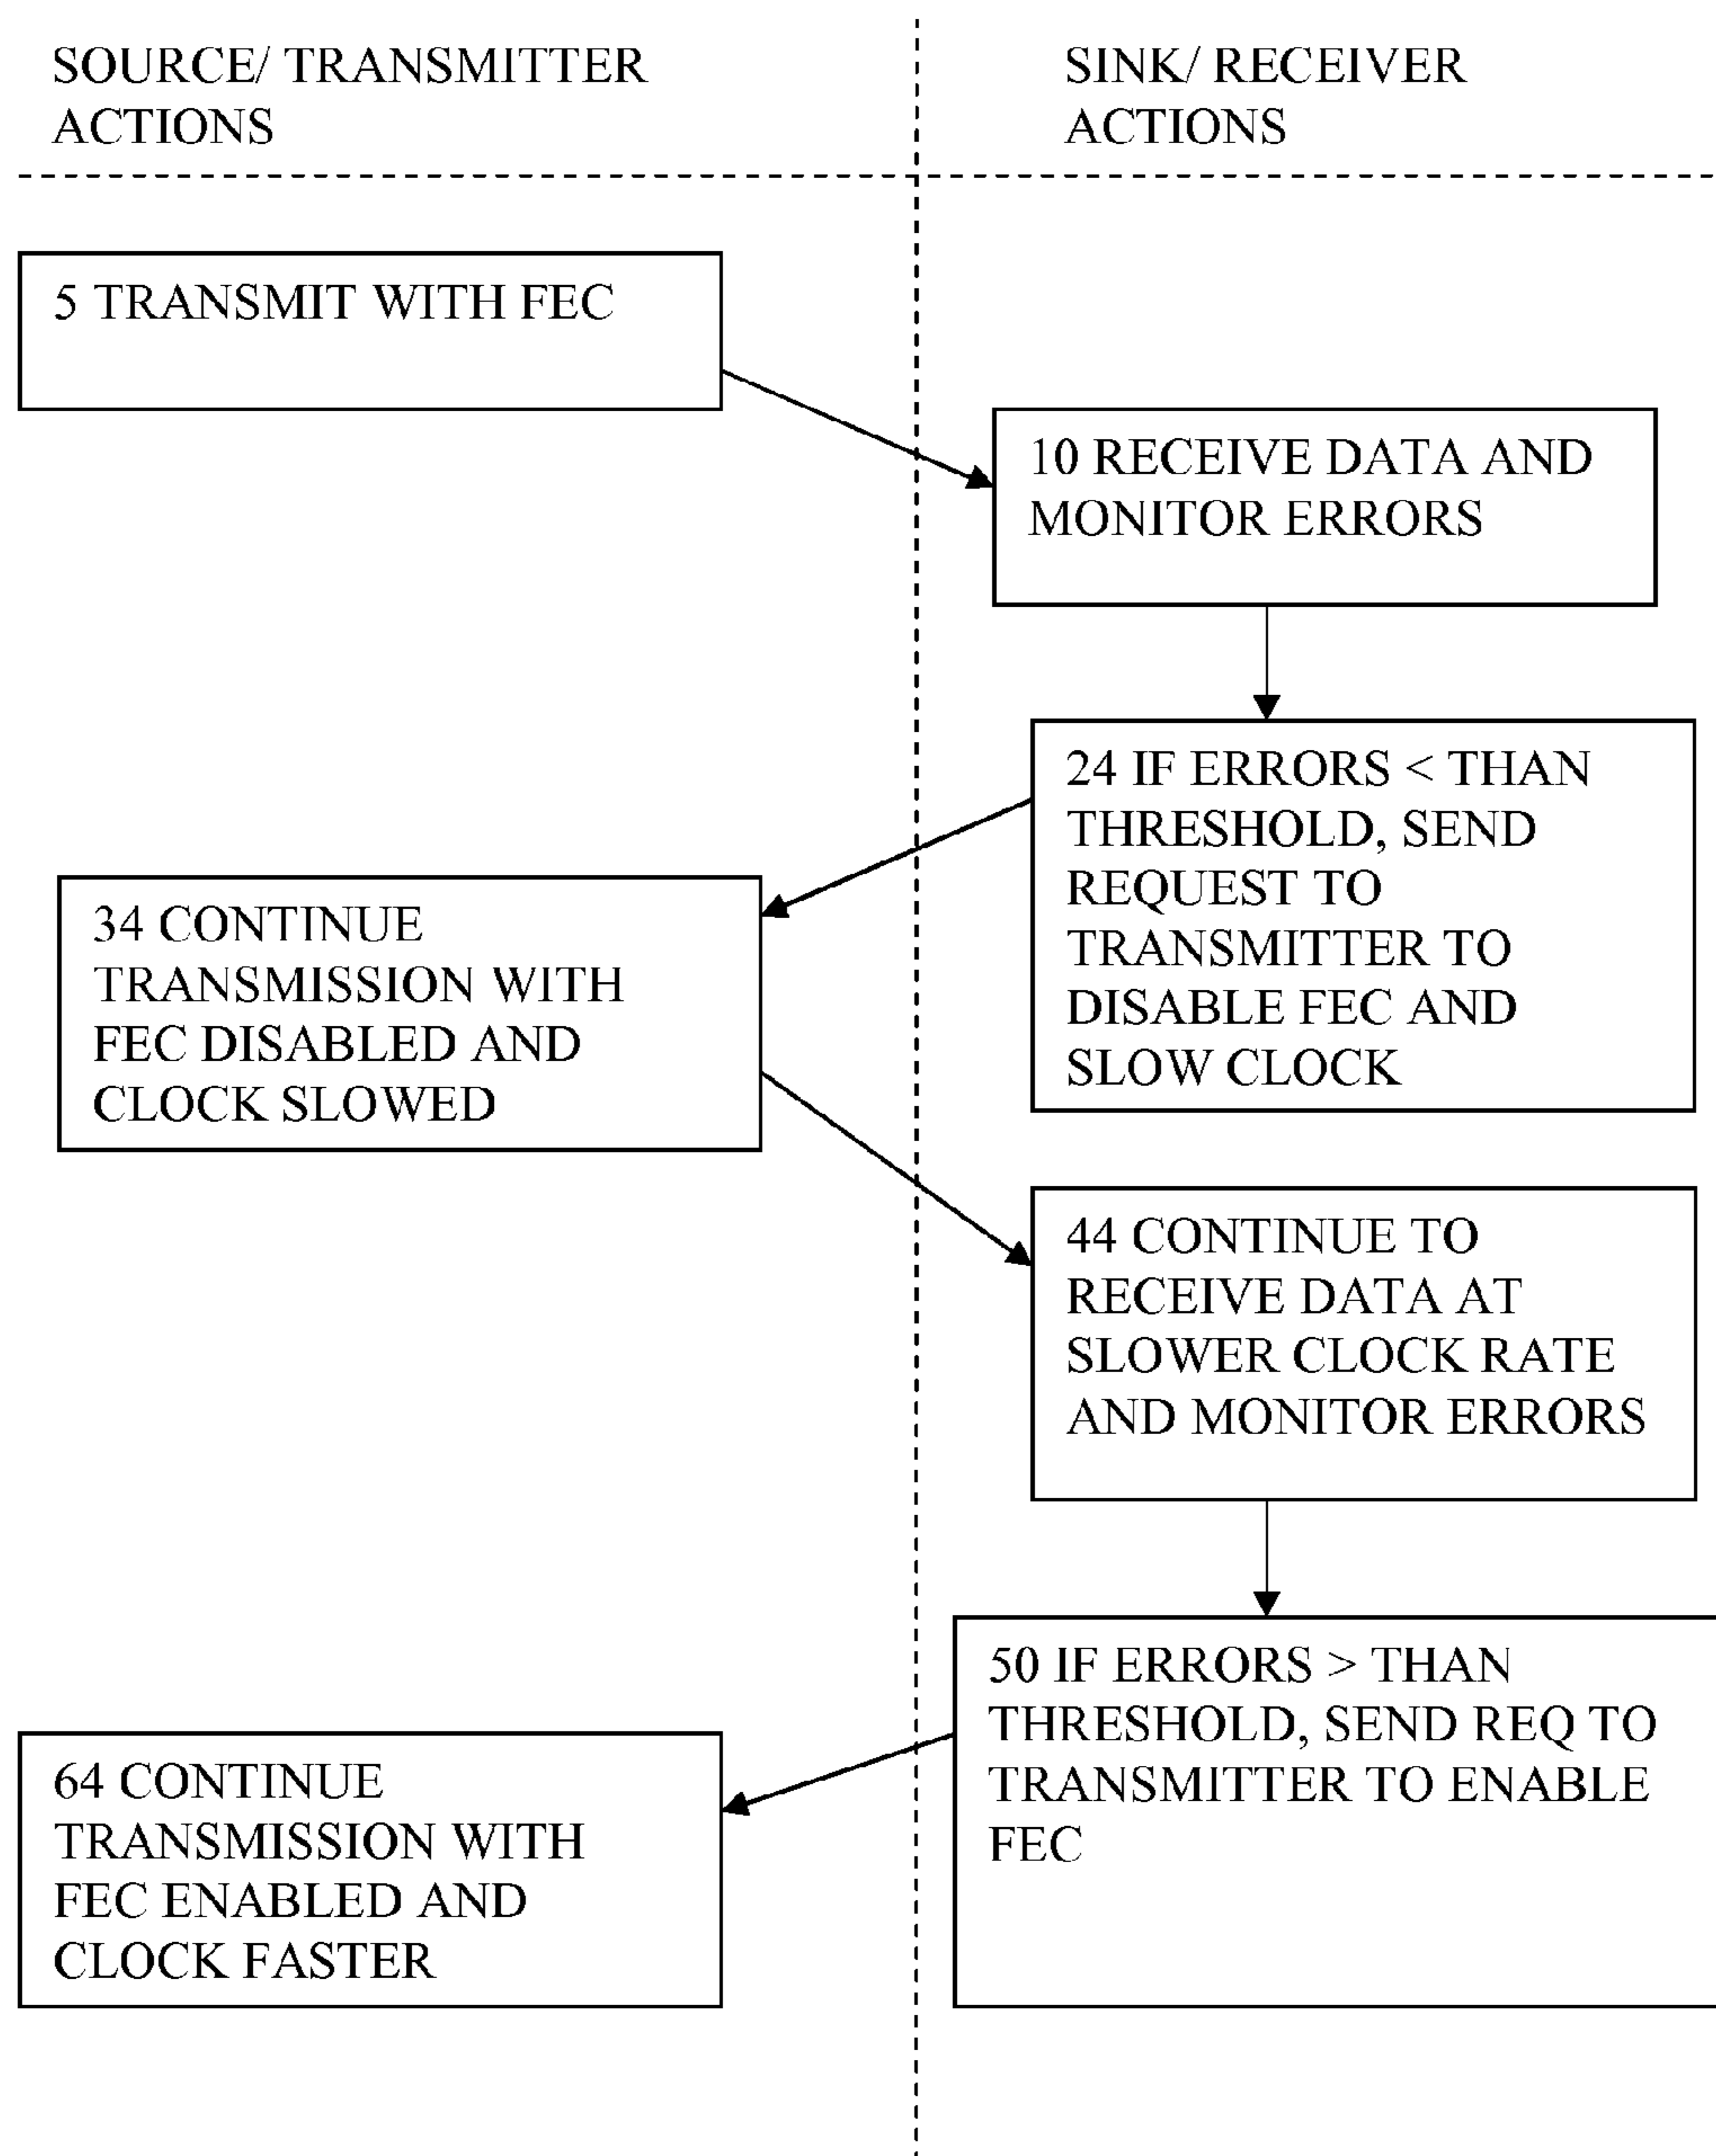 SOURCE/ TRANSMITTER
ACTIONS
SINK/ RECEIVER
ACTIONS
5 TRANSMIT WITH FEC
10 RECEIVE DATA AND
MONITOR ERRORS
24 IF ERRORS < THAN
THRESHOLD, SEND
REQUEST TO
TRANSMITTER TO
DISABLE FEC AND
SLOW CLOCK
34 CONTINUE
TRANSMISSION WITH
FEC DISABLED AND
CLOCK SLOWED
44 CONTINUE TO
RECEIVE DATA AT
SLOWER CLOCK RATE
AND MONITOR ERRORS
50 IF ERRORS > THAN
THRESHOLD, SEND REQ TO
TRANSMITTER TO ENABLE
FEC
64 CONTINUE
TRANSMISSION WITH
FEC ENABLED AND
CLOCK FASTER